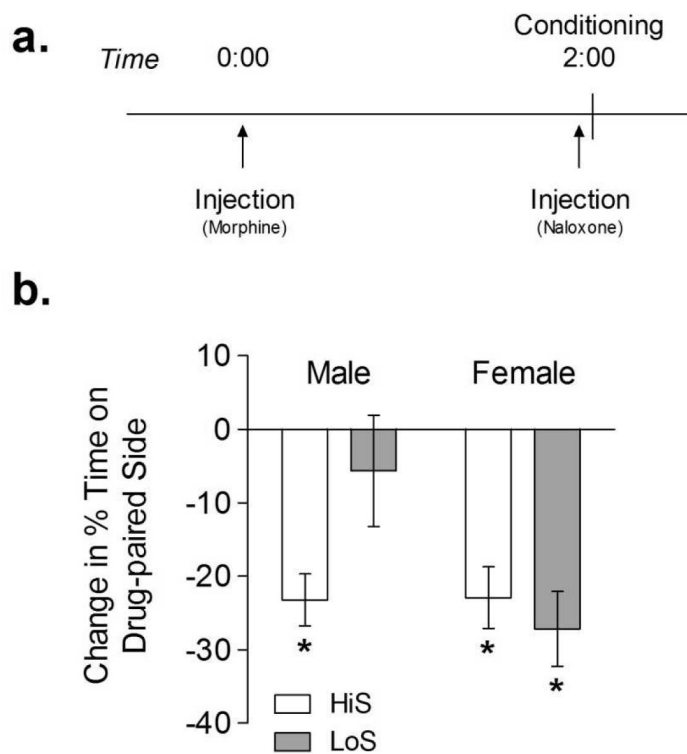 a.
Conditioning
Time 0:00 2:00
Injection Injection
(Morphine) (Naloxone)
b.
10
Male Female
0
-10
-20
-30
-40
Change in % Time on
Drug-paired Side
* * *
HiS
LoS